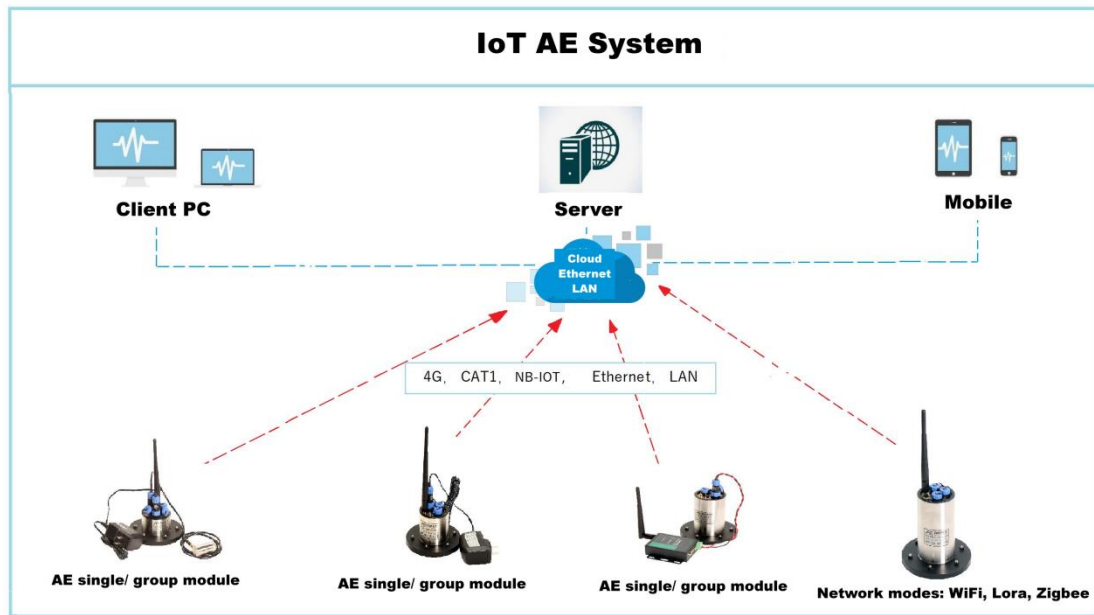 IoT AE System
Client PC
Server
Mobile
Cloud
Ethernet
LAN
4G、 CAT1、 NB-IOT, Ethernet、 LAN
AE single/ group module
AE single/ group module
AE single/ group module
Network modes: WiFi, Lora, Zigbee